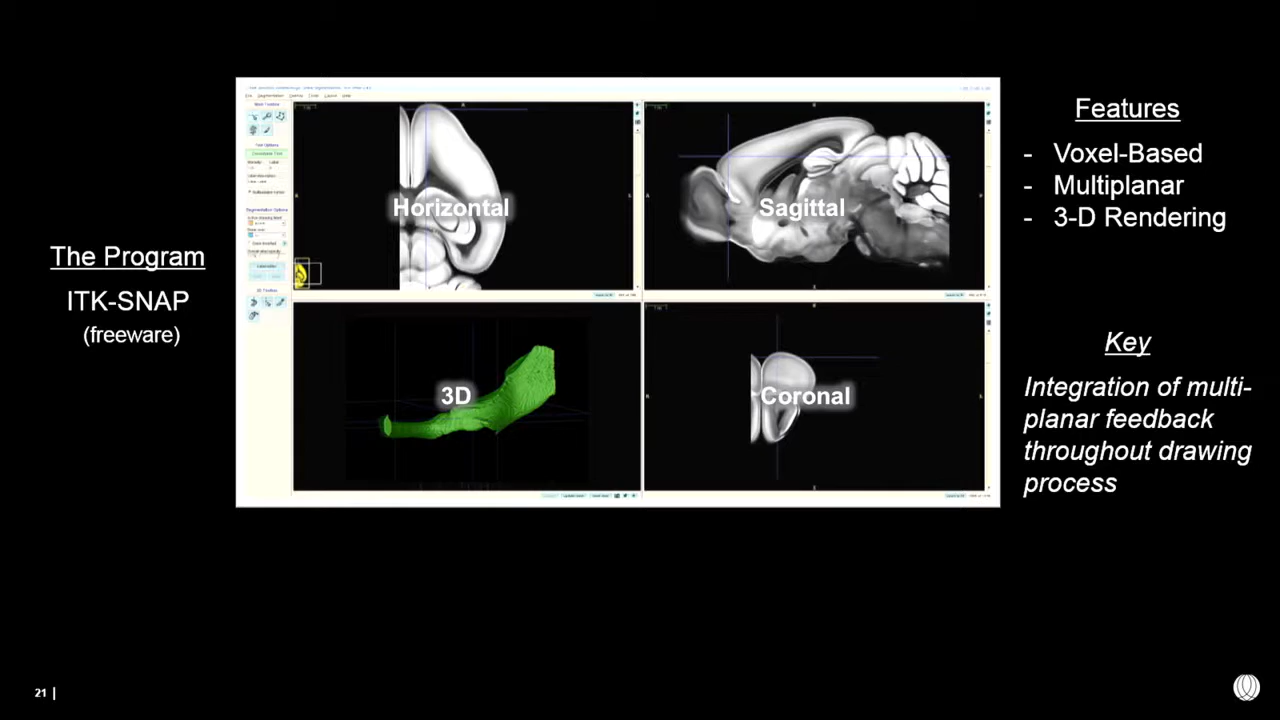 The Program
ITK-SNAP
(freeware)
Horizontal
Sagittal
3D
Coronal
Features
- Voxel-Based
- Multiplanar
- 3-D Rendering
Key
Integration of multi-
planar feedback
throughout drawing
process
21 |